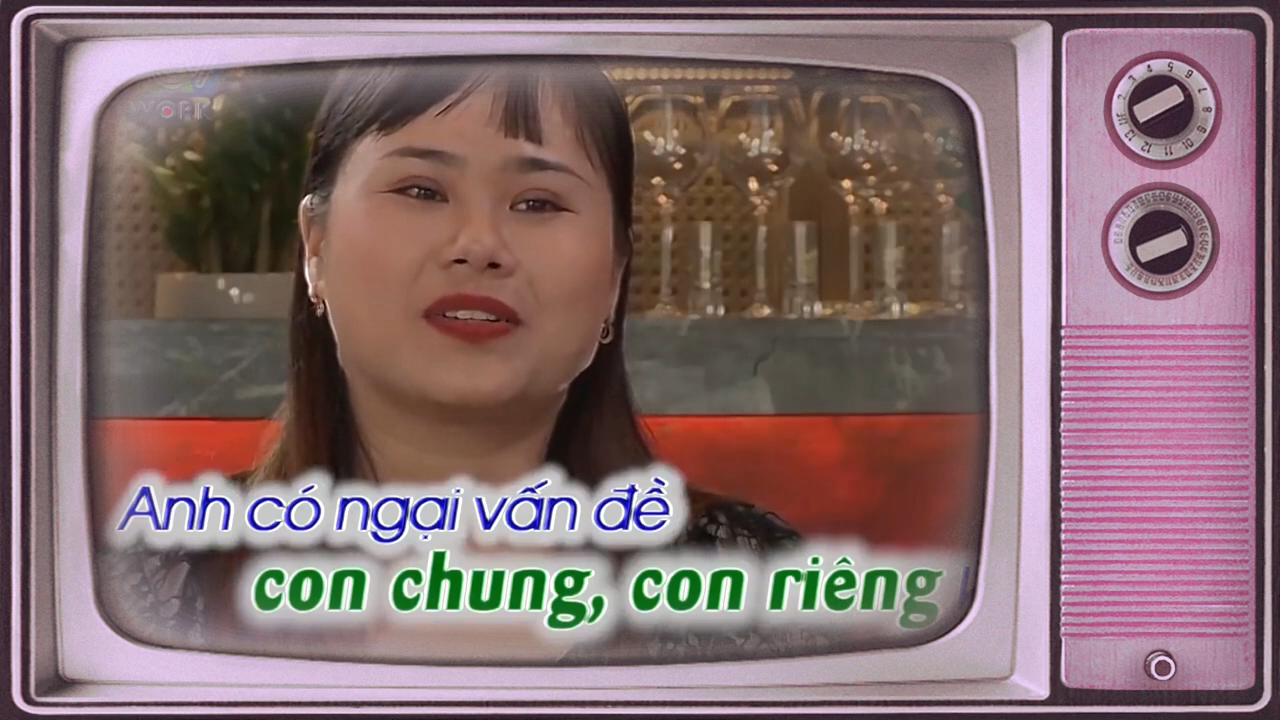 Anh có ngại vấn đề
con chung, con riêng